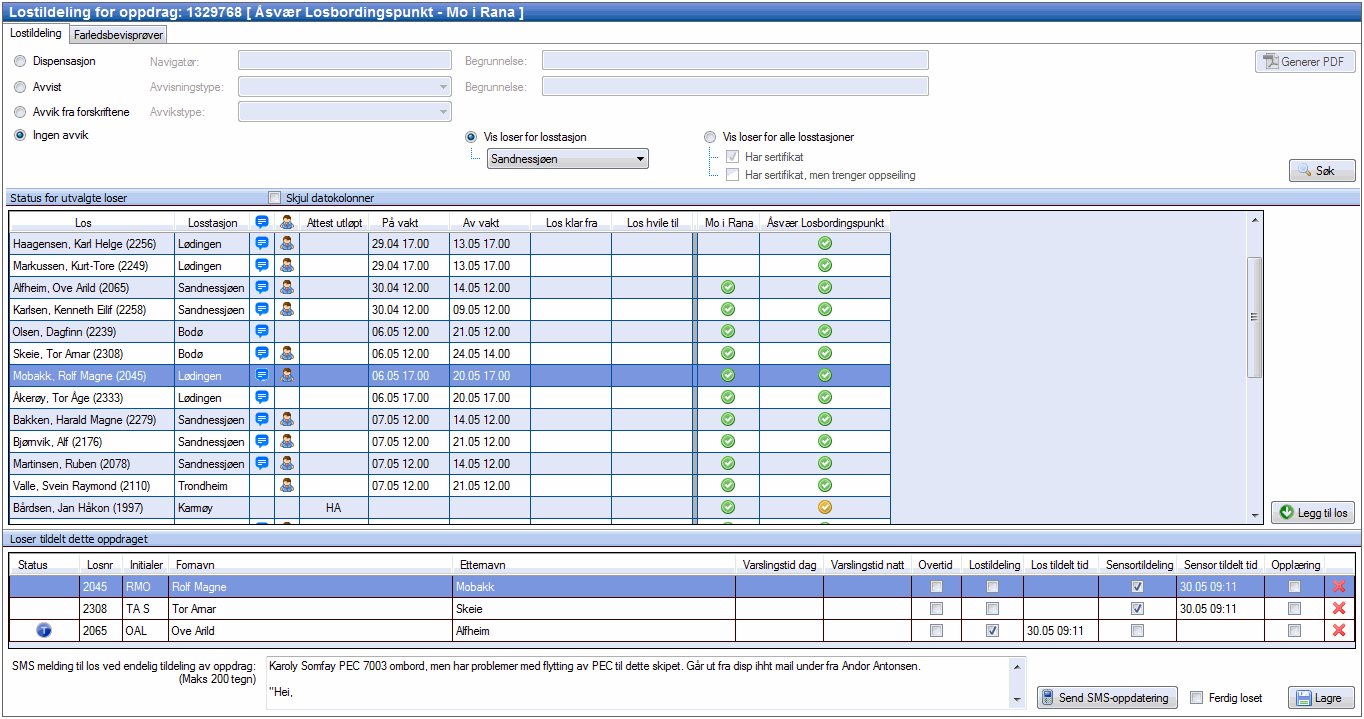 Lostildeling for oppdrag: 1329768 [ Åsvær Losbordingspunkt - Mo i Rana ]
Lostildeling Farledsbevisprøver
Dispensasjon Navigatør: Begrunnelse: Generer PDF
Avvist Avvisningstype: Begrunnelse:
Avvik fra forskriftene Avvikstype:
Ingen avvik
Vis loser for losstasjon Vis loser for alle losstasjoner
Sandnessjøen Har sertifikat
Har sertifikat, men trenger oppseiling
Søk
Status for utvalgte loser Skjul datokolonner
Los Losstasjon Attest utløpt På vakt Av vakt Los klar fra Los hvile til Mo i Rana Åsvær Losbordingspunkt
Haagensen, Karl Helge (2256) Lødingen 29.04 17.00 13.05 17.00
Markussen, Kurt-Tore (2249) Lødingen 29.04 17.00 13.05 17.00
Alfheim, Ove Arild (2065) Sandnessjøen 30.04 12.00 14.05 12.00
Karlsen, Kenneth Eilif (2258) Sandnessjøen 30.04 12.00 09.05 12.00
Olsen, Dagfinn (2239) Bodø 06.05 12.00 21.05 12.00
Skeie, Tor Arnar (2308) Bodø 06.05 12.00 24.05 14.00
Mobakk, Rolf Magne (2045) Lødingen 06.05 17.00 20.05 17.00
Åkerøy, Tor Åge (2333) Lødingen 06.05 17.00 20.05 17.00
Bakken, Harald Magne (2279) Sandnessjøen 07.05 12.00 14.05 12.00
Bjørnvik, Alf (2176) Sandnessjøen 07.05 12.00 21.05 12.00
Martinsen, Ruben (2078) Sandnessjøen 07.05 12.00 14.05 12.00
Valle, Svein Raymond (2110) Trondheim 07.05 12.00 21.05 12.00
Bårdsen, Jan Håkon (1997) Karmøy HA
Legg til los
Loser tildelt dette oppdraget
Status Losnr Initialer Fornavn Etternavn Varslingstid dag Varslingstid natt Overtid Lostildeling Los tildelt tid Sensortildeling Sensor tildelt tid Opplæring
2045 RMO Rolf Magne Mobakk 30.05 09:11
2308 TA S Tor Arnar Skeie 30.05 09:11
T 2065 OAL Ove Arild Alfheim 30.05 09:11
SMS melding til los ved endelig tildeling av oppdrag: Karoly Somfay PEC 7003 ombord, men har problemer med flytting av PEC til dette skipet. Går ut fra disp ihht mail under fra Andor Antonsen.
(Maks 200 tegn)
"Hei,
Send SMS-oppdatering Ferdig loset Lagre